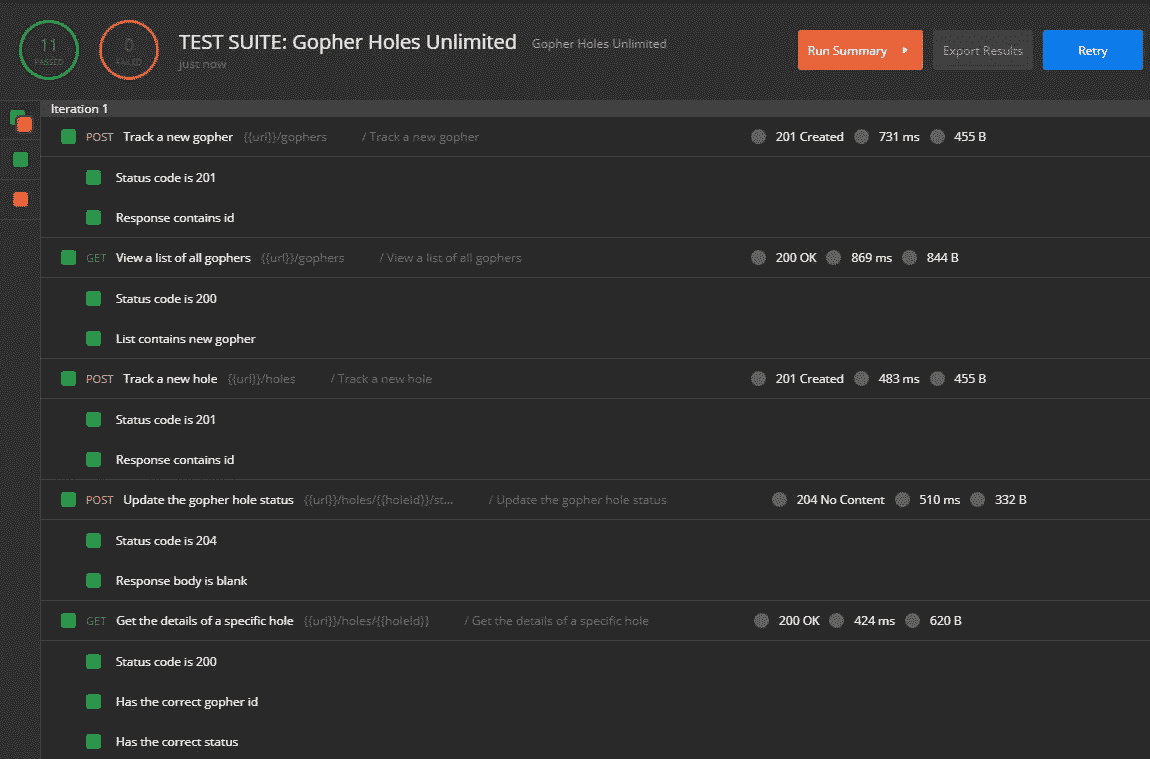 11
PASSED
0
FAILED
TEST SUITE: Gopher Holes Unlimited Gopher Holes Unlimited
just now
Run Summary
Export Results
Retry
Iteration 1
POST Track a new gopher {{url}}/gophers / Track a new gopher 201 Created 731 ms 455 B
Status code is 201
Response contains id
GET View a list of all gophers {{url}}/gophers / View a list of all gophers 200 OK 869 ms 844 B
Status code is 200
List contains new gopher
POST Track a new hole {{url}}/holes / Track a new hole 201 Created 483 ms 455 B
Status code is 201
Response contains id
POST Update the gopher hole status {{url}}/holes/{{holeId}}/st... / Update the gopher hole status 204 No Content 510 ms 332 B
Status code is 204
Response body is blank
GET Get the details of a specific hole {{url}}/holes/{{holeId}} / Get the details of a specific hole 200 OK 424 ms 620 B
Status code is 200
Has the correct gopher id
Has the correct status